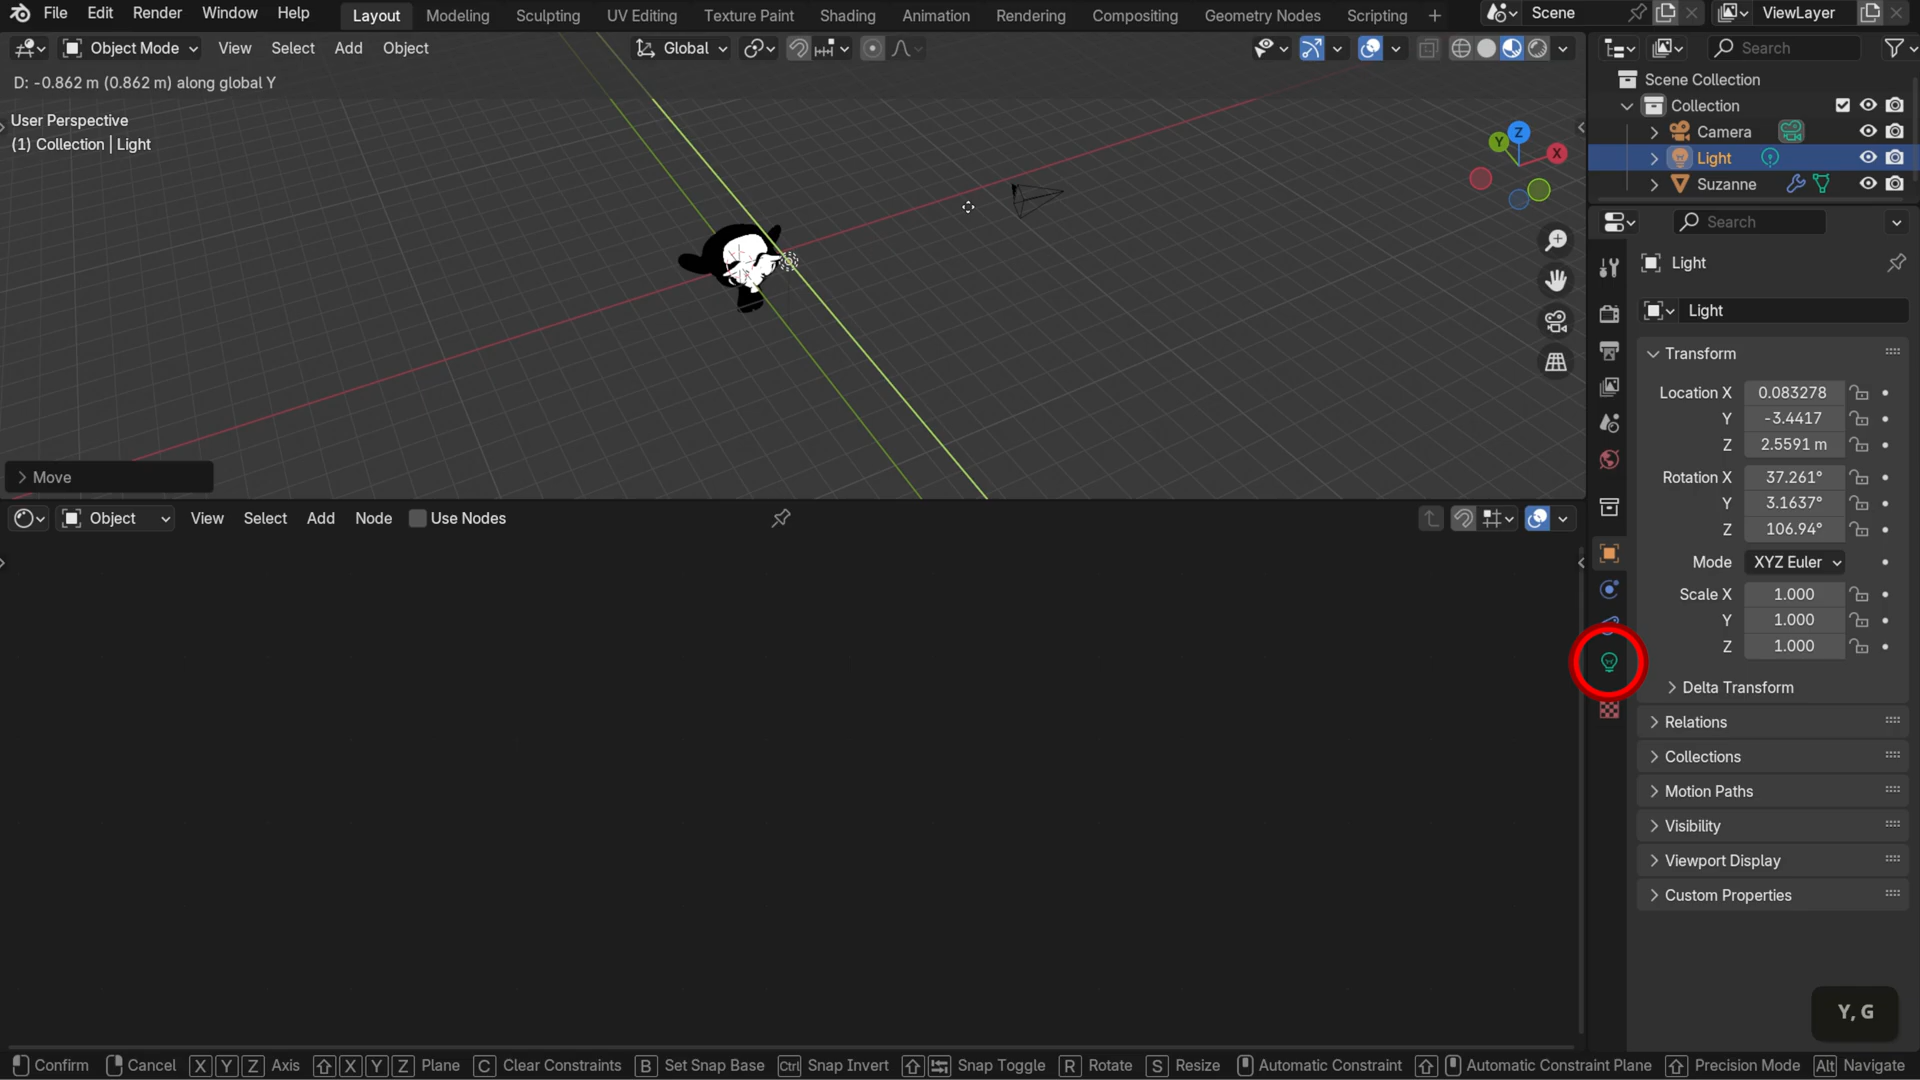 File Edit Render Window Help Layout Modeling Sculpting UV Editing Texture Paint Shading Animation Rendering Compositing Geometry Nodes Scripting + Scene ViewLayer
Object Mode View Select Add Object Global Search
D: -0.862 m (0.862 m) along global Y
User Perspective
(1) Collection | Light
Z
Y
X
Scene Collection
Collection
Camera
Light
Suzanne
Search
Light
Light
Transform
Location X 0.083278
Y -3.4417
Z 2.5591 m
Rotation X 37.261°
Y 3.1637°
Z 106.94°
Mode XYZ Euler
Scale X 1.000
Y 1.000
Z 1.000
Delta Transform
Relations
Collections
Motion Paths
Visibility
Viewport Display
Custom Properties
Move
Object View Select Add Node Use Nodes
Y, G
Confirm Cancel X Y Z Axis X Y Z Plane C Clear Constraints B Set Snap Base Ctrl Snap Invert Snap Toggle R Rotate S Resize Automatic Constraint Automatic Constraint Plane Precision Mode Alt Navigate